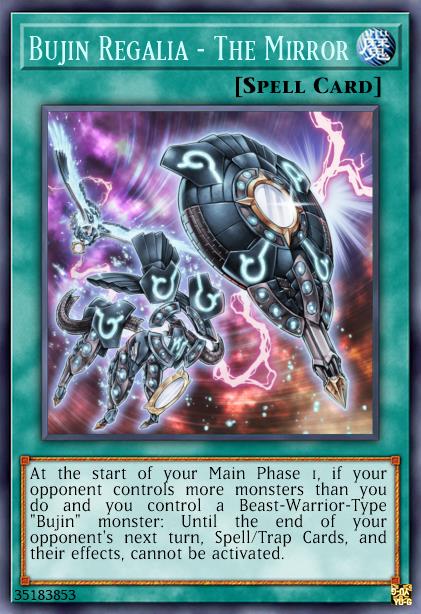 Bujin Regalia - The Mirror
魔
[Spell Card]
At the start of your Main Phase 1, if your
opponent controls more monsters than you
do and you control a Beast-Warrior-Type
"Bujin" monster: Until the end of your
opponent's next turn, Spell/Trap Cards, and
their effects, cannot be activated.
35183853